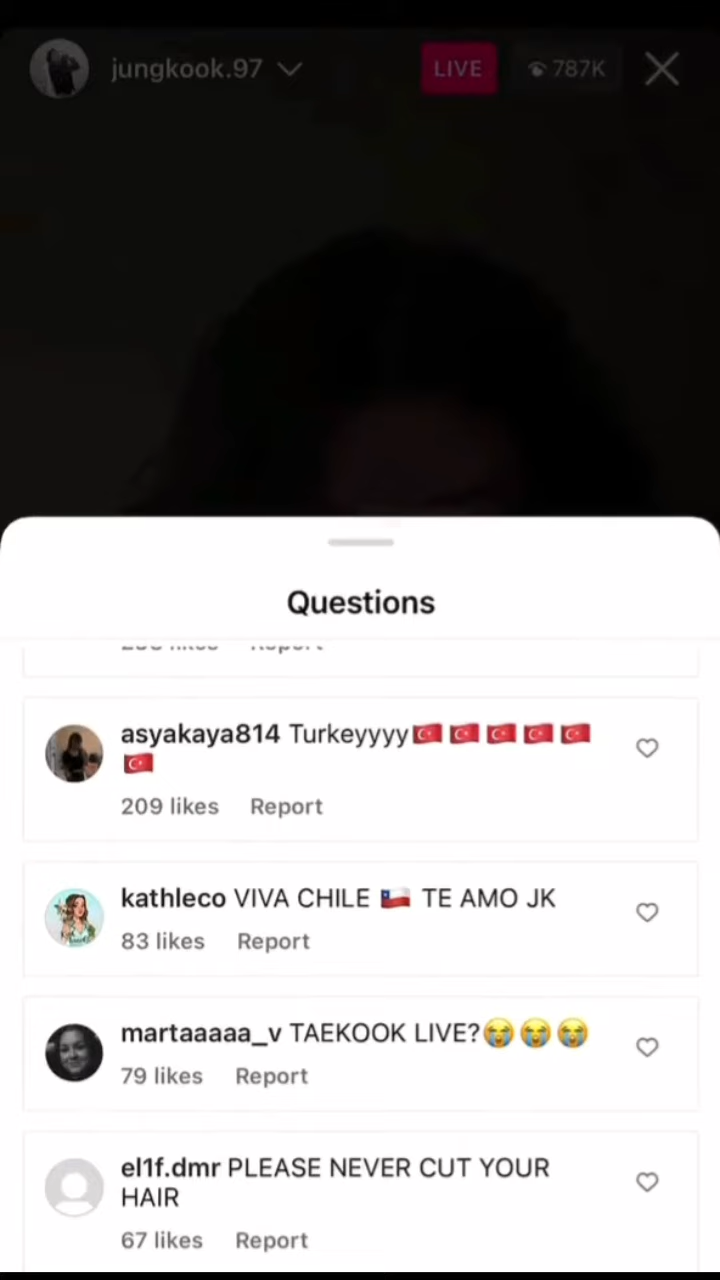 jungkook.97
LIVE
787K
Questions
asyakaya814 Turkeyyyy🇹🇷🇹🇷🇹🇷🇹🇷🇹🇷
🇹🇷
209 likes Report
kathleco VIVA CHILE 🇨🇱 TE AMO JK
83 likes Report
martaaaaa_v TAEKOOK LIVE?😭😭😭
79 likes Report
el1f.dmr PLEASE NEVER CUT YOUR
HAIR
67 likes Report